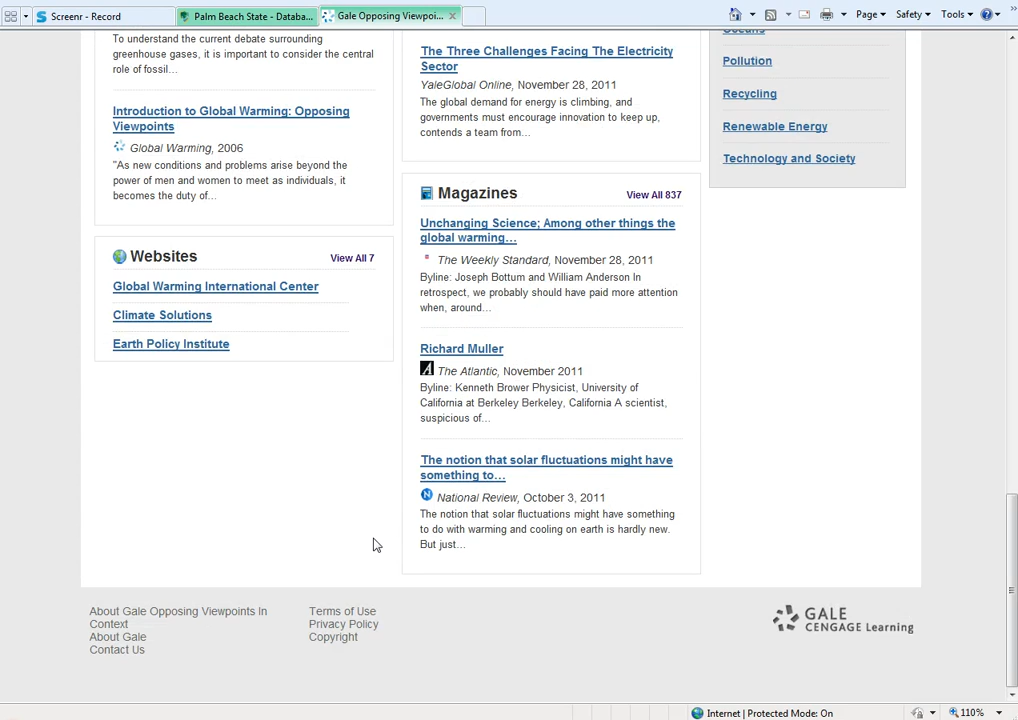 Screenr - Record
Palm Beach State - Databa...
Gale Opposing Viewpoi...
Page
Safety
Tools
To understand the current debate surrounding
greenhouse gases, it is important to consider the central
role of fossil...
Introduction to Global Warming: Opposing
Viewpoints
Global Warming, 2006
"As new conditions and problems arise beyond the
power of men and women to meet as individuals, it
becomes the duty of...
Websites
View All 7
Global Warming International Center
Climate Solutions
Earth Policy Institute
The Three Challenges Facing The Electricity
Sector
YaleGlobal Online, November 28, 2011
The global demand for energy is climbing, and
governments must encourage innovation to keep up,
contends a team from...
Magazines
View All 837
Unchanging Science; Among other things the
global warming...
The Weekly Standard, November 28, 2011
Byline: Joseph Bottum and William Anderson In
retrospect, we probably should have paid more attention
when, around...
Richard Muller
A
The Atlantic, November 2011
Byline: Kenneth Brower Physicist, University of
California at Berkeley Berkeley, California A scientist,
suspicious of...
The notion that solar fluctuations might have
something to...
N
National Review, October 3, 2011
The notion that solar fluctuations might have something
to do with warming and cooling on earth is hardly new.
But just...
Oceans
Pollution
Recycling
Renewable Energy
Technology and Society
About Gale Opposing Viewpoints In
Context
About Gale
Contact Us
Terms of Use
Privacy Policy
Copyright
GALE
CENGAGE Learning
Internet | Protected Mode: On
110%